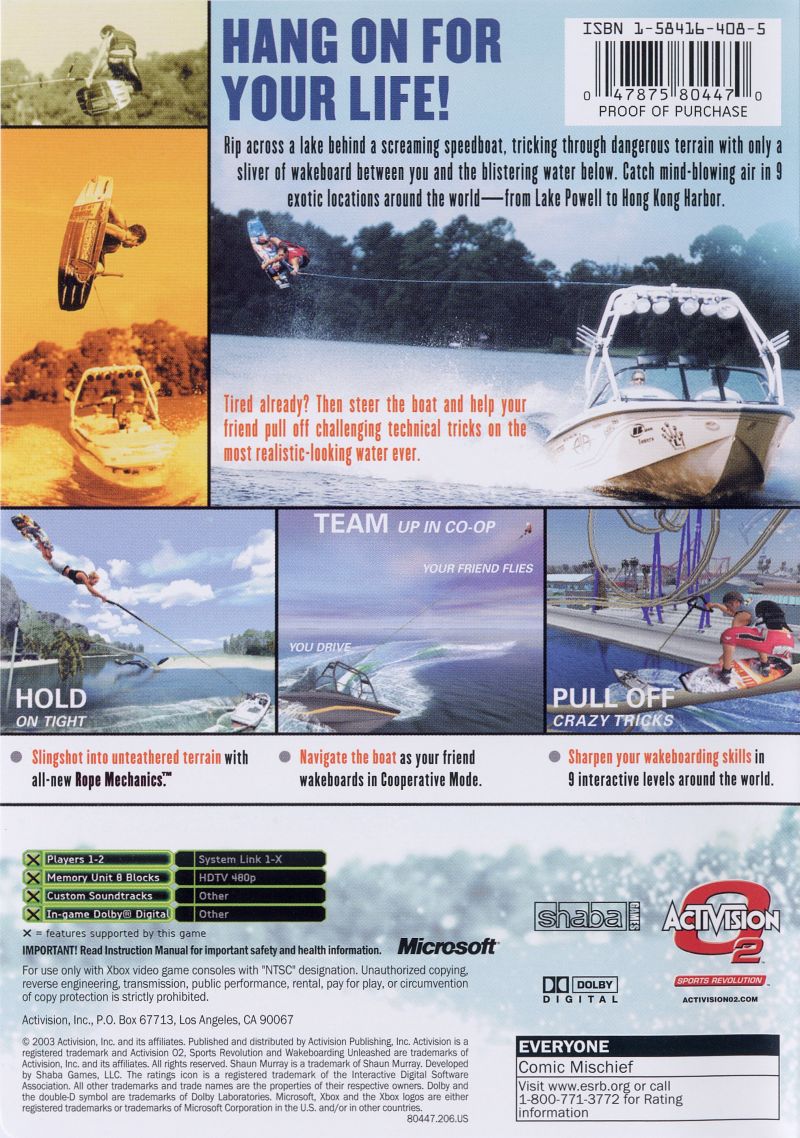 HANG ON FOR
YOUR LIFE!
ISBN 1-58416-408-5
0 47875 80447 0
PROOF OF PURCHASE
Rip across a lake behind a screaming speedboat, tricking through dangerous terrain with only a
sliver of wakeboard between you and the blistering water below. Catch mind-blowing air in 9
exotic locations around the world—from Lake Powell to Hong Kong Harbor.
Tired already? Then steer the boat and help your
friend pull off challenging technical tricks on the
most realistic-looking water ever.
HOLD
ON TIGHT
TEAM UP IN CO-OP
YOUR FRIEND FLIES
YOU DRIVE
PULL OFF
CRAZY TRICKS
Slingshot into unteathered terrain with
all-new Rope Mechanics.™
Navigate the boat as your friend
wakeboards in Cooperative Mode.
Sharpen your wakeboarding skills in
9 interactive levels around the world.
X Players 1-2
System Link 1-X
X Memory Unit 8 Blocks
HDTV 480p
X Custom Soundtracks
Other
X In-game Dolby® Digital
Other
X = features supported by this game
IMPORTANT! Read Instruction Manual for important safety and health information.
Microsoft®
For use only with Xbox video game consoles with "NTSC" designation. Unauthorized copying,
reverse engineering, transmission, public performance, rental, pay for play, or circumvention
of copy protection is strictly prohibited.
Activision, Inc., P.O. Box 67713, Los Angeles, CA 90067
© 2003 Activision, Inc. and its affiliates. Published and distributed by Activision Publishing, Inc. Activision is a
registered trademark and Activision O2, Sports Revolution and Wakeboarding Unleashed are trademarks of
Activision, Inc. and its affiliates. All rights reserved. Shaun Murray is a trademark of Shaun Murray. Developed
by Shaba Games, LLC. The ratings icon is a registered trademark of the Interactive Digital Software
Association. All other trademarks and trade names are the properties of their respective owners. Dolby and
the double-D symbol are trademarks of Dolby Laboratories. Microsoft, Xbox and the Xbox logos are either
registered trademarks or trademarks of Microsoft Corporation in the U.S. and/or in other countries.
80447.206.US
shaba GAMES
ACTIVISION
O2
SPORTS REVOLUTION
ACTIVISIONO2.COM
DOLBY
DIGITAL
EVERYONE
Comic Mischief
Visit www.esrb.org or call
1-800-771-3772 for Rating
information